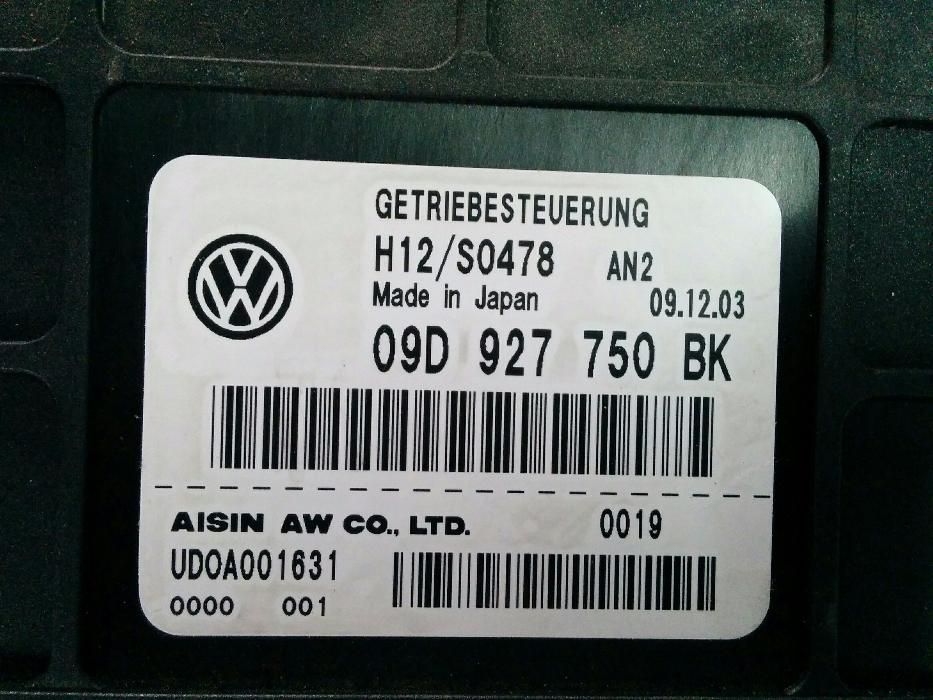 GETRIEBESTEUERUNG
H12/S0478 AN2
Made in Japan 09.12.03
09D 927 750 BK
AISIN AW CO., LTD. 0019
UD0A001631
0000 001